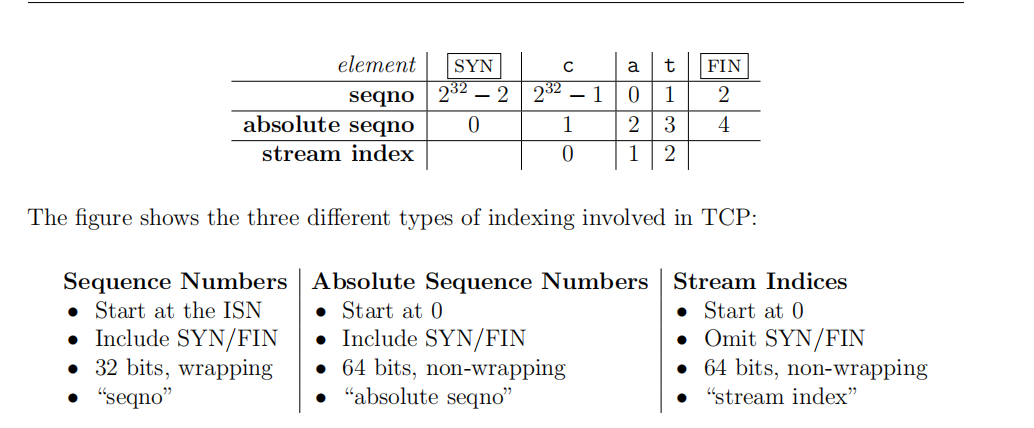 element SYN c a t FIN
seqno 2^32 − 2 2^32 − 1 0 1 2
absolute seqno 0 1 2 3 4
stream index 0 1 2
The figure shows the three different types of indexing involved in TCP:
Sequence Numbers Absolute Sequence Numbers Stream Indices
• Start at the ISN • Start at 0 • Start at 0
• Include SYN/FIN • Include SYN/FIN • Omit SYN/FIN
• 32 bits, wrapping • 64 bits, non-wrapping • 64 bits, non-wrapping
• “seqno” • “absolute seqno” • “stream index”